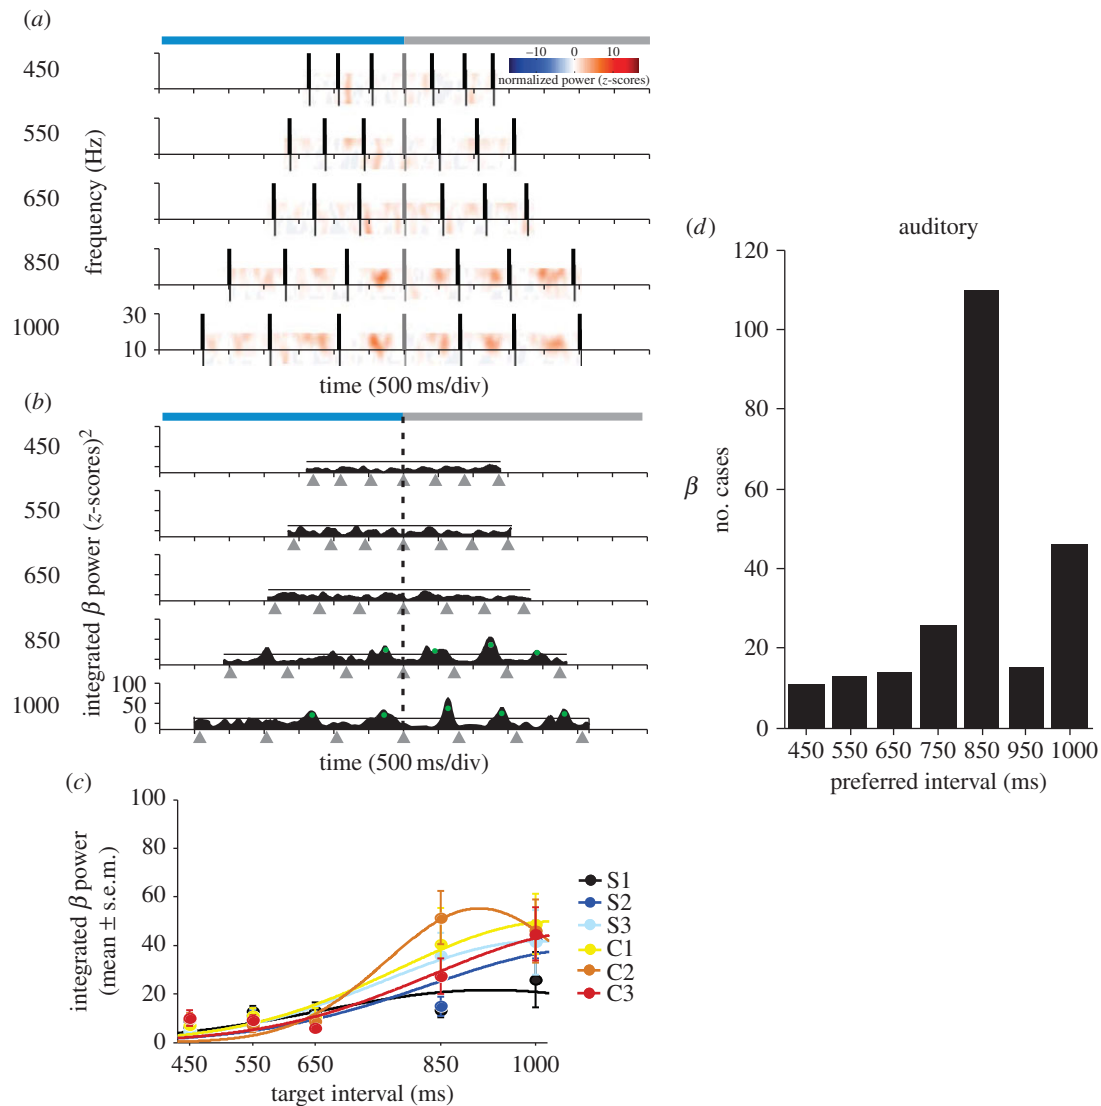 (a)
−10 0 10
normalized power (z-scores)
frequency (Hz)
450
550
650
850
1000
30
10
time (500 ms/div)
(b)
integrated β power (z-scores)²
450
550
650
850
1000
100
50
0
time (500 ms/div)
(c)
integrated β power
(mean ± s.e.m.)
100
80
60
40
20
0
450 550 650 850 1000
target interval (ms)
S1
S2
S3
C1
C2
C3
(d)
auditory
β
no. cases
120
100
80
60
40
20
0
450 550 650 750 850 950 1000
preferred interval (ms)